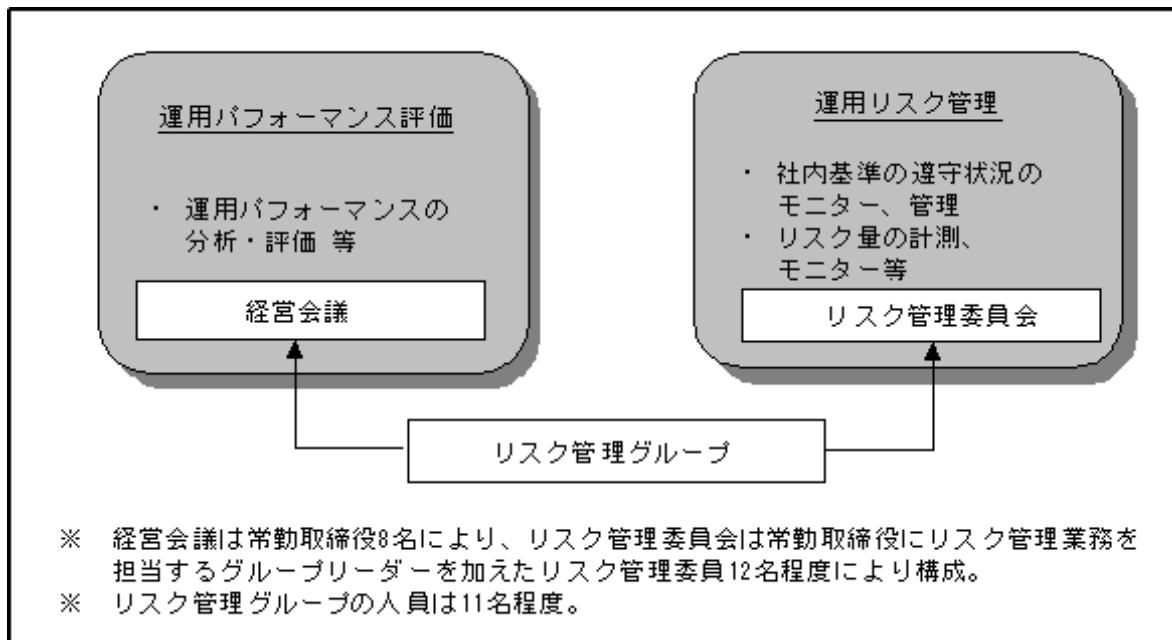 運用パフォーマンス評価
・ 運用パフォーマンスの
分析・評価 等
経営会議
運用リスク管理
・ 社内基準の遵守状況の
モニター、管理
・ リスク量の計測、
モニター等
リスク管理委員会
リスク管理グループ
※ 経営会議は常勤取締役8名により、リスク管理委員会は常勤取締役にリスク管理業務を
担当するグループリーダーを加えたリスク管理委員12名程度により構成。
※ リスク管理グループの人員は11名程度。